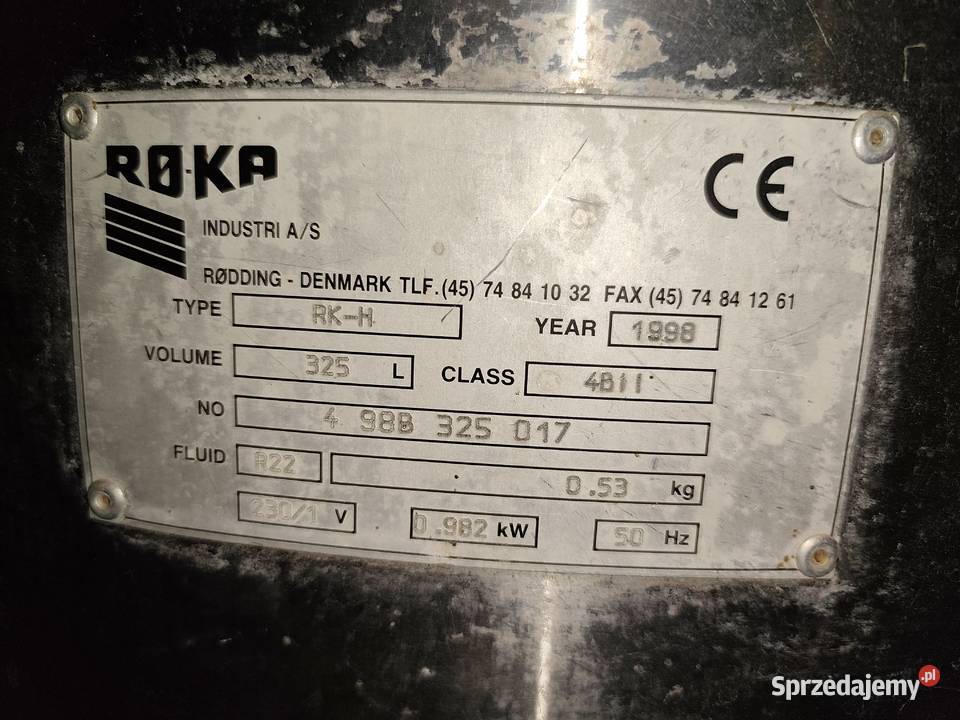 RØ-KA
INDUSTRI A/S
RØDDING - DENMARK TLF.(45) 74 84 10 32 FAX (45) 74 84 12 61
TYPE RK-H YEAR 1998
VOLUME 325 L CLASS 4B11
NO 4 988 325 017
FLUID R22 0.53 kg
230/1 V 0.982 kW 50 Hz
CE
Sprzedajemy.pl